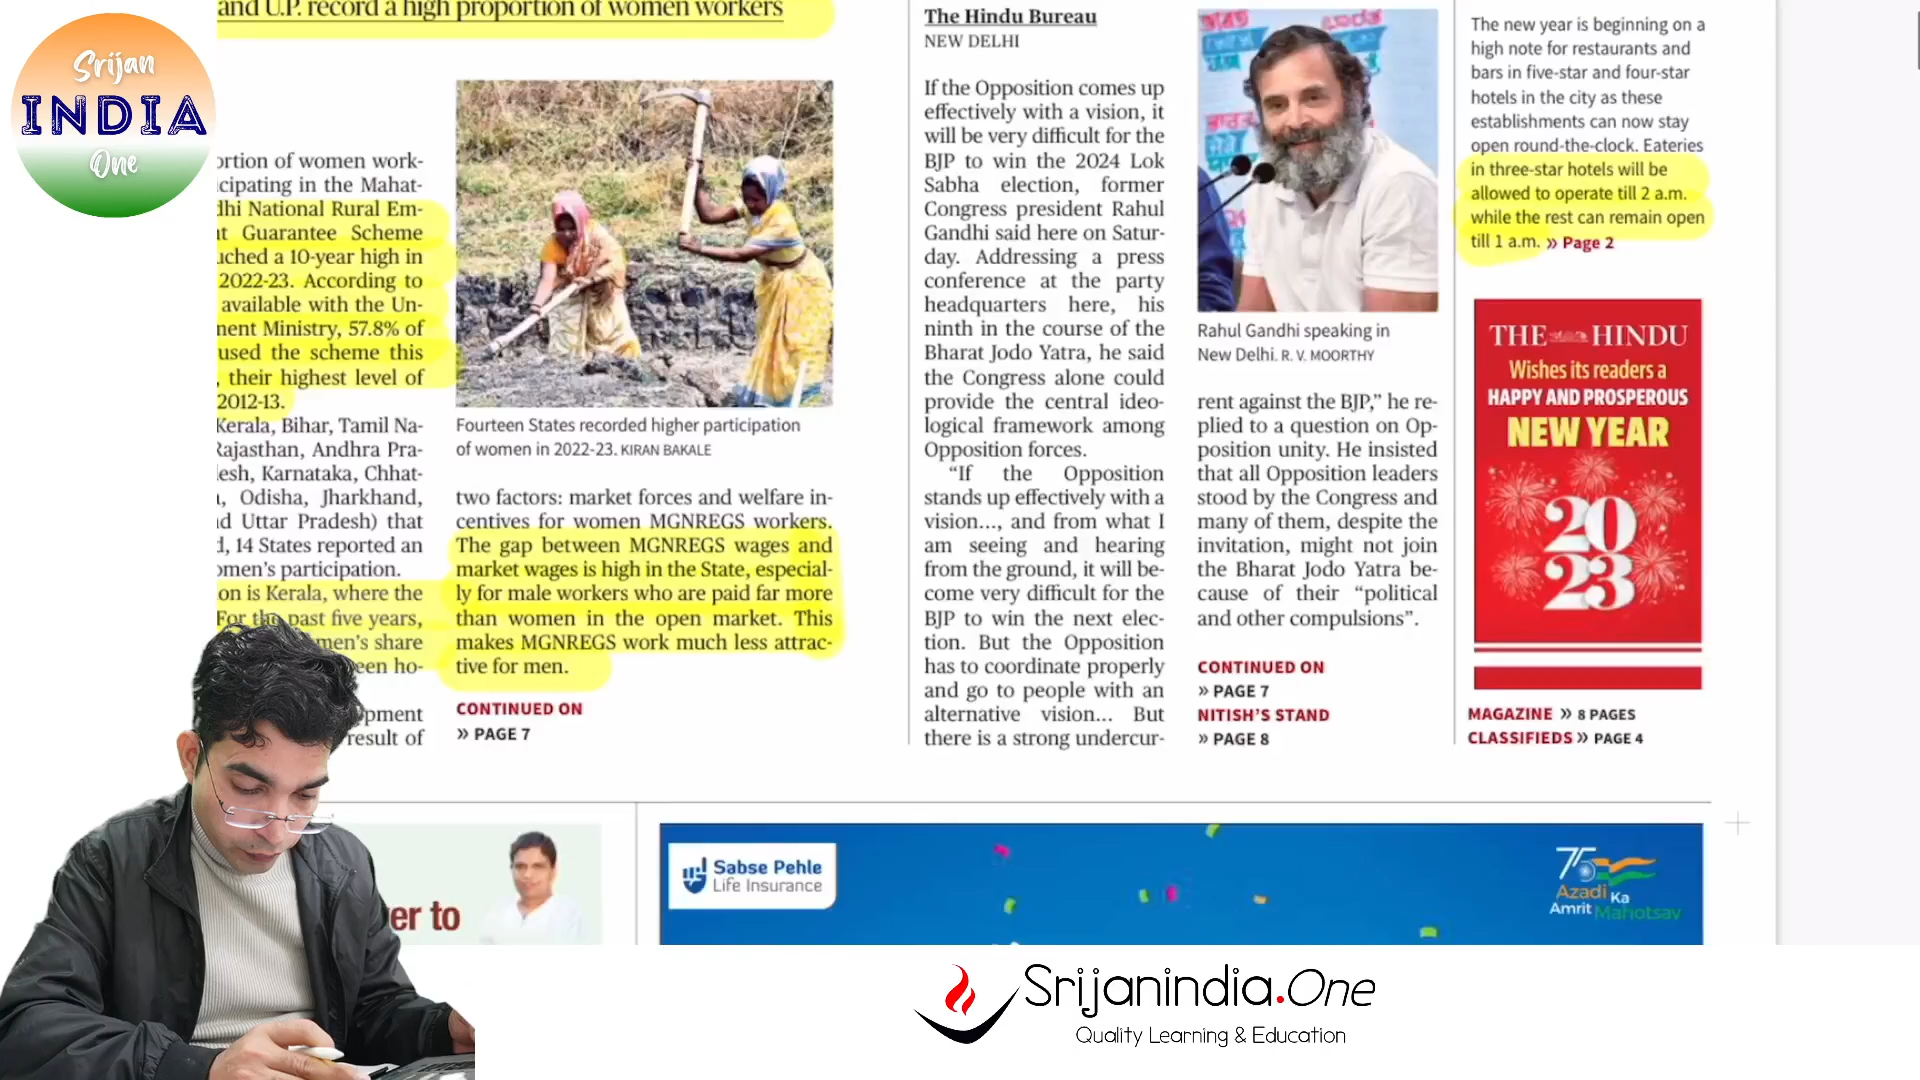 Srijan
INDIA
One
and U.P. record a high proportion of women workers
ortion of women work-
icipating in the Mahat-
dhi National Rural Em-
t Guarantee Scheme
ched a 10-year high in
2022-23. According to
available with the Un-
ment Ministry, 57.8% of
used the scheme this
, their highest level of
2012-13.
Kerala, Bihar, Tamil Na-
Rajasthan, Andhra Pra-
esh, Karnataka, Chhat-
, Odisha, Jharkhand,
d Uttar Pradesh) that
d, 14 States reported an
omen's participation.
on is Kerala, where the
For the past five years,
men's share
een ho-
pment
result of
Fourteen States recorded higher participation
of women in 2022-23. KIRAN BAKALE
two factors: market forces and welfare in-
centives for women MGNREGS workers.
The gap between MGNREGS wages and
market wages is high in the State, especial-
ly for male workers who are paid far more
than women in the open market. This
makes MGNREGS work much less attrac-
tive for men.
CONTINUED ON
» PAGE 7
The Hindu Bureau
NEW DELHI
If the Opposition comes up
effectively with a vision, it
will be very difficult for the
BJP to win the 2024 Lok
Sabha election, former
Congress president Rahul
Gandhi said here on Satur-
day. Addressing a press
conference at the party
headquarters here, his
ninth in the course of the
Bharat Jodo Yatra, he said
the Congress alone could
provide the central ideo-
logical framework among
Opposition forces.
“If the Opposition
stands up effectively with a
vision..., and from what I
am seeing and hearing
from the ground, it will be-
come very difficult for the
BJP to win the next elec-
tion. But the Opposition
has to coordinate properly
and go to people with an
alternative vision... But
there is a strong undercur-
Rahul Gandhi speaking in
New Delhi. R. V. MOORTHY
rent against the BJP,” he re-
plied to a question on Op-
position unity. He insisted
that all Opposition leaders
stood by the Congress and
many of them, despite the
invitation, might not join
the Bharat Jodo Yatra be-
cause of their “political
and other compulsions”.
CONTINUED ON
» PAGE 7
NITISH'S STAND
» PAGE 8
The new year is beginning on a
high note for restaurants and
bars in five-star and four-star
hotels in the city as these
establishments can now stay
open round-the-clock. Eateries
in three-star hotels will be
allowed to operate till 2 a.m.
while the rest can remain open
till 1 a.m. » Page 2
THE HINDU
Wishes its readers a
HAPPY AND PROSPEROUS
NEW YEAR
20
23
MAGAZINE » 8 PAGES
CLASSIFIEDS » PAGE 4
er to
Sabse Pehle
Life Insurance
75
Azadi Ka
Amrit Mahotsav
Srijanindia.One
Quality Learning & Education